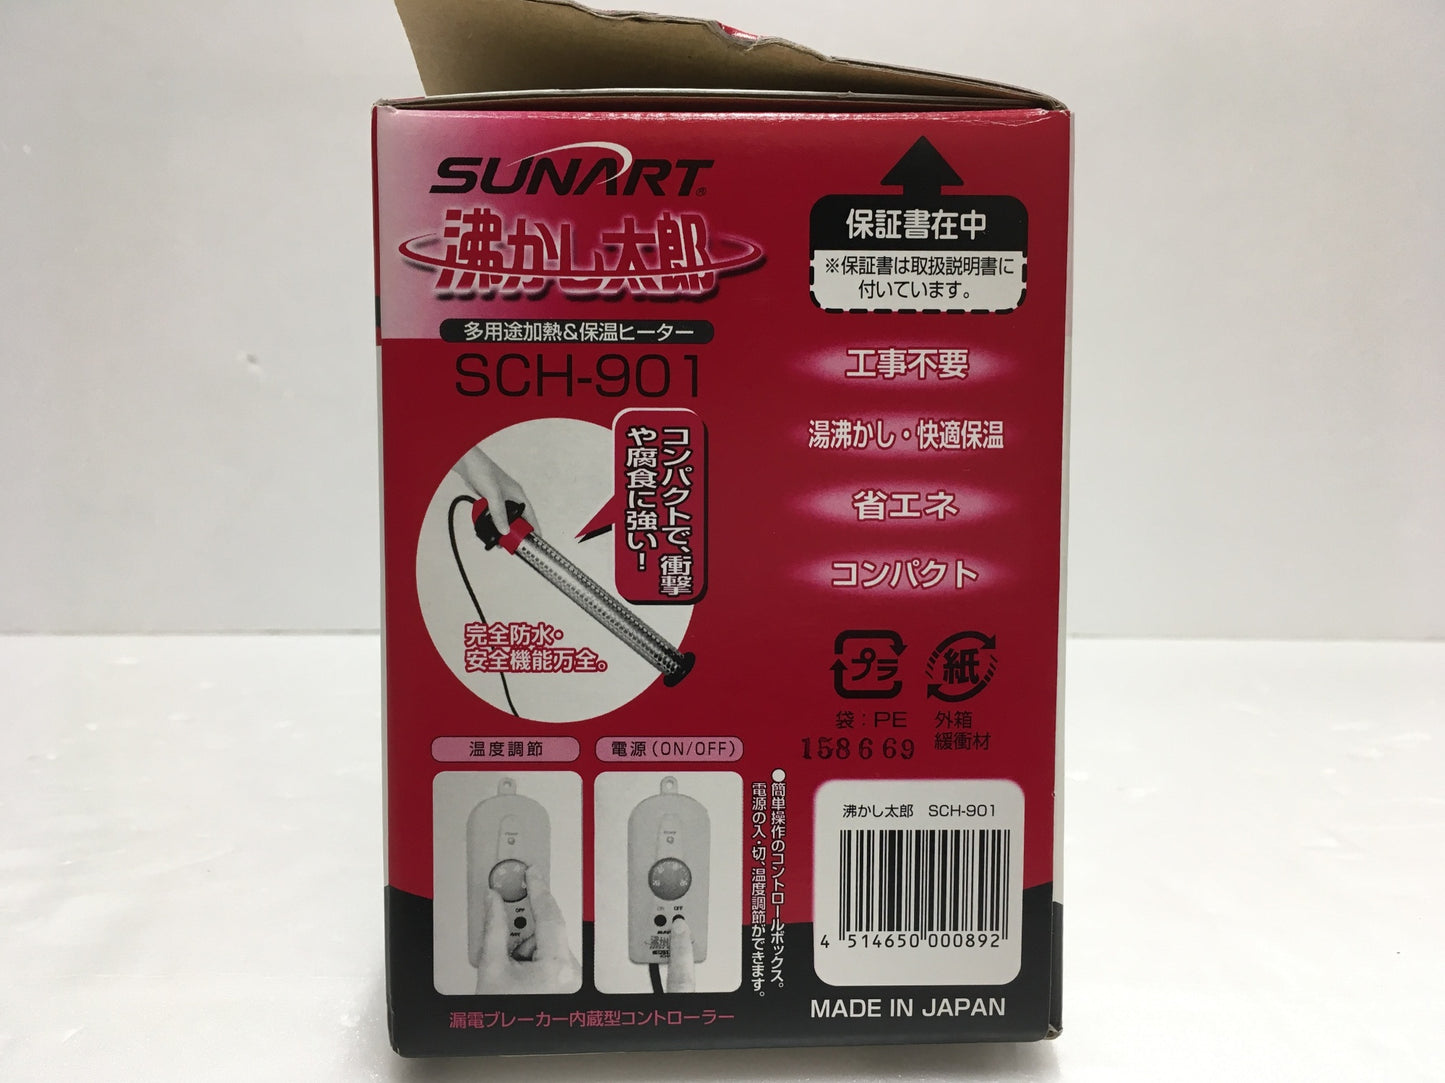 SUNART®
沸かし太郎
多用途加熱&保温ヒーター
SCH-901
コンパクトで、衝撃
や腐食に強い！
完全防水・
安全機能万全。
温度調節
電源(ON/OFF)
OFF
ON
OFF
●簡単操作のコントロールボックス。
電源の入・切、温度調節ができます。
漏電ブレーカー内蔵型コントローラー
保証書在中
※保証書は取扱説明書に
付いています。
工事不要
湯沸かし・快適保温
省エネ
コンパクト
プラ
紙
袋：PE
外箱
緩衝材
158669
沸かし太郎 SCH-901
4 514650 000892
MADE IN JAPAN